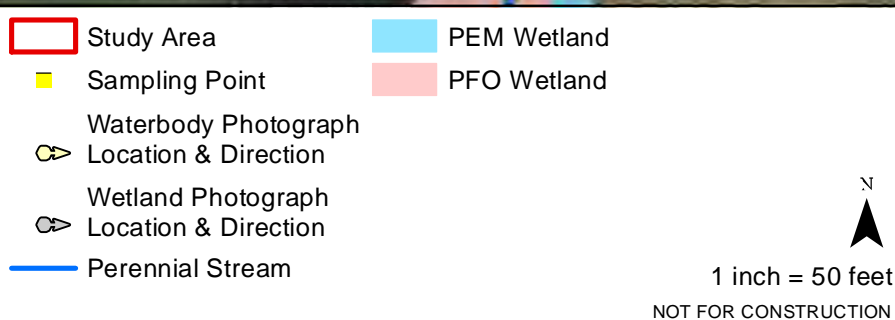 Study Area
Sampling Point
Waterbody Photograph
Location & Direction
Wetland Photograph
Location & Direction
Perennial Stream
PEM Wetland
PFO Wetland
N
1 inch = 50 feet
NOT FOR CONSTRUCTION